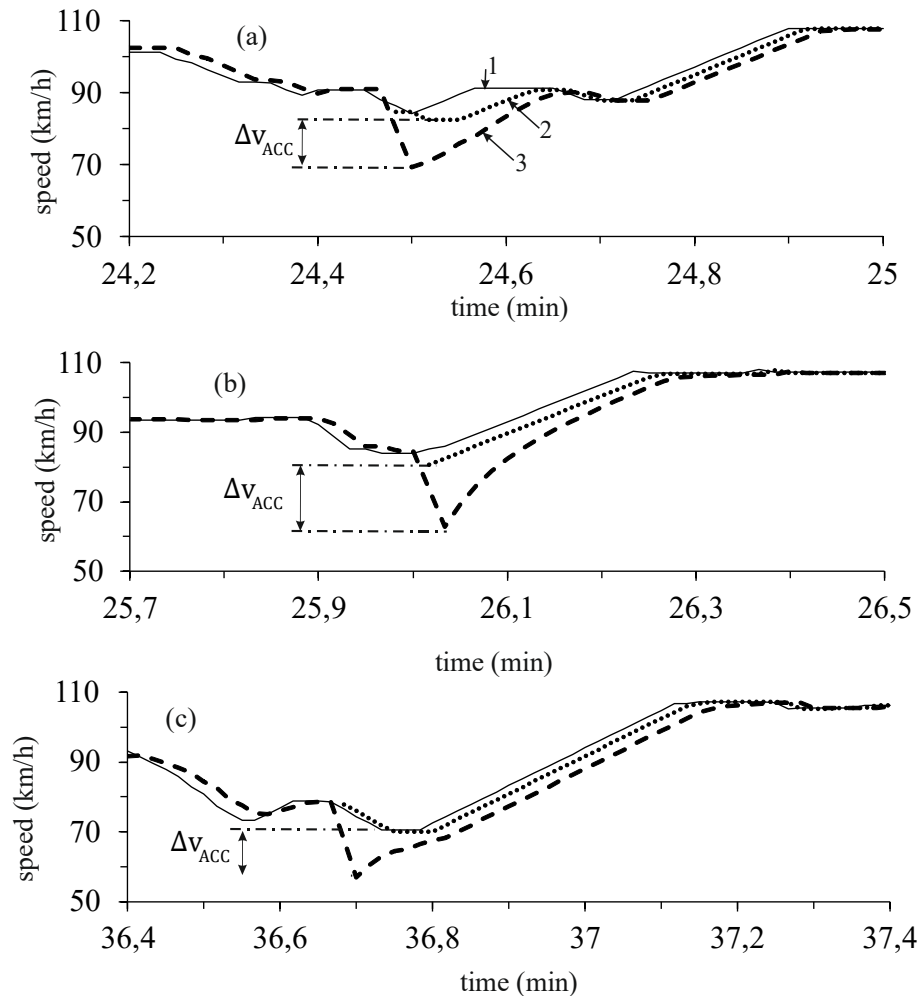 110
(a)
1
90
2
Δv_ACC
3
70
50
speed (km/h)
24,2 24,4 24,6 24,8 25
time (min)
110
(b)
90
Δv_ACC
70
50
speed (km/h)
25,7 25,9 26,1 26,3 26,5
time (min)
110
(c)
90
70
Δv_ACC
50
speed (km/h)
36,4 36,6 36,8 37 37,2 37,4
time (min)